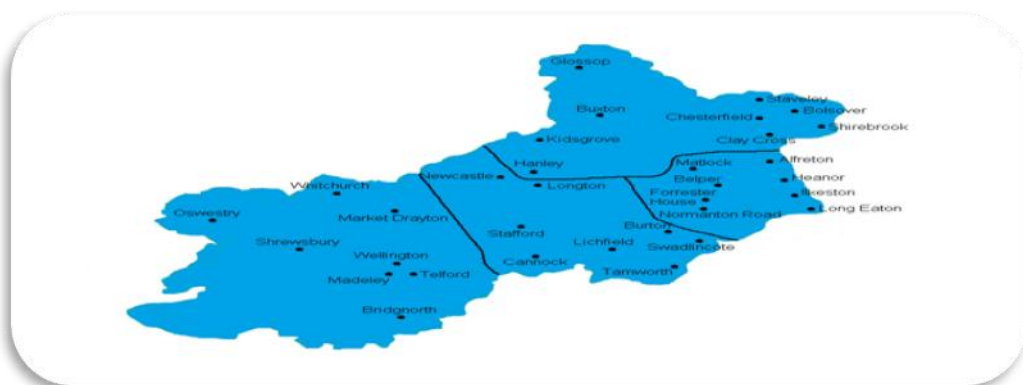 Glossop
Buxton
Staveley
Bolsover
Chesterfield
Shirebrook
Kidsgrove
Clay Cross
Hanley
Matlock
Alfreton
Newcastle
Longton
Belper
Heanor
Whitchurch
Forrester
House
Ilkeston
Oswestry
Market Drayton
Normanton Road
Long Eaton
Stafford
Burton
Shrewsbury
Lichfield
Swadlincote
Wellington
Cannock
Madeley
Telford
Tamworth
Bridgnorth